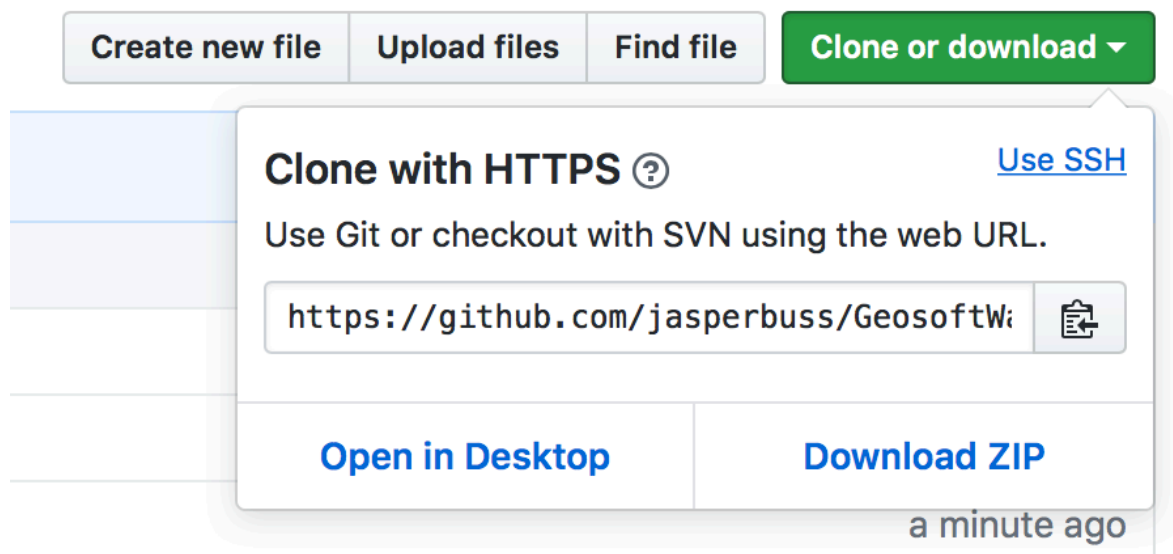 Create new file Upload files Find file Clone or download
Clone with HTTPS Use SSH
Use Git or checkout with SVN using the web URL.
https://github.com/jasperbuss/GeosoftWa
Open in Desktop Download ZIP
a minute ago